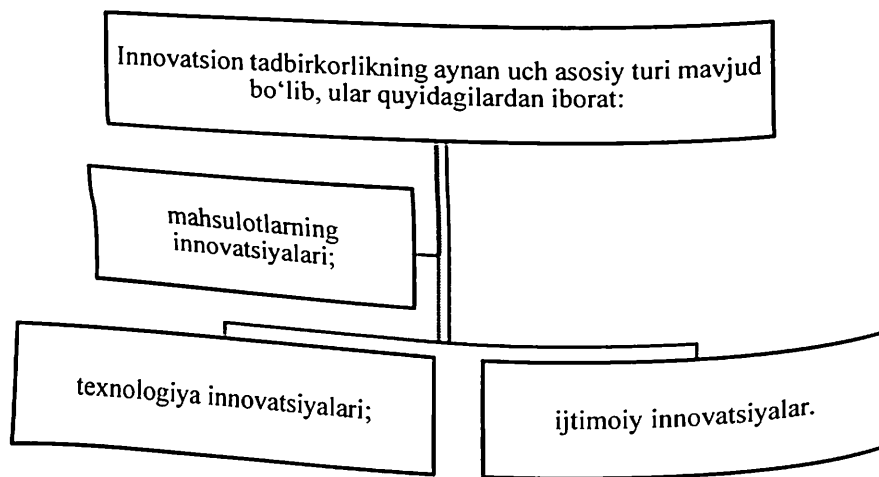 Innovatsion tadbirkorlikning aynan uch asosiy turi mavjud
bo‘lib, ular quyidagilardan iborat:
mahsulotlarning
innovatsiyalari;
texnologiya innovatsiyalari;
ijtimoiy innovatsiyalar.